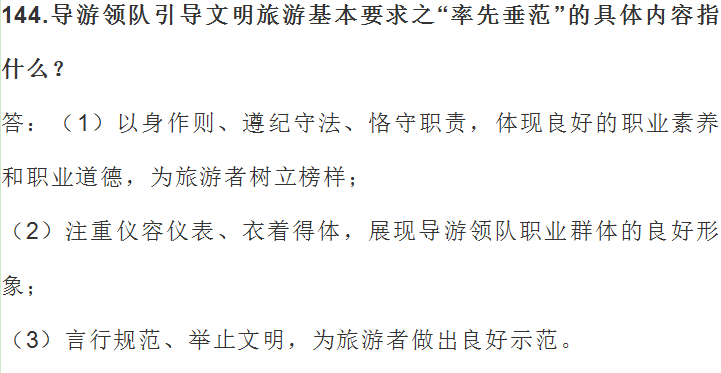 144.导游领队引导文明旅游基本要求之“率先垂范”的具体内容指
什么？
答：（1）以身作则、遵纪守法、恪守职责，体现良好的职业素养
和职业道德，为旅游者树立榜样；
（2）注重仪容仪表、衣着得体，展现导游领队职业群体的良好形
象；
（3）言行规范、举止文明，为旅游者做出良好示范。